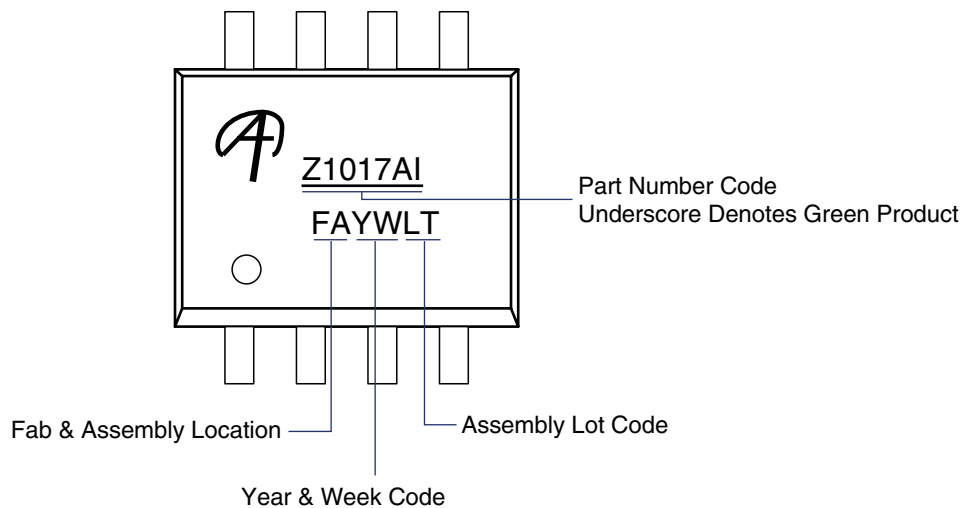 Z1017AI
Part Number Code
Underscore Denotes Green Product
FAYWLT
Fab & Assembly Location
Assembly Lot Code
Year & Week Code